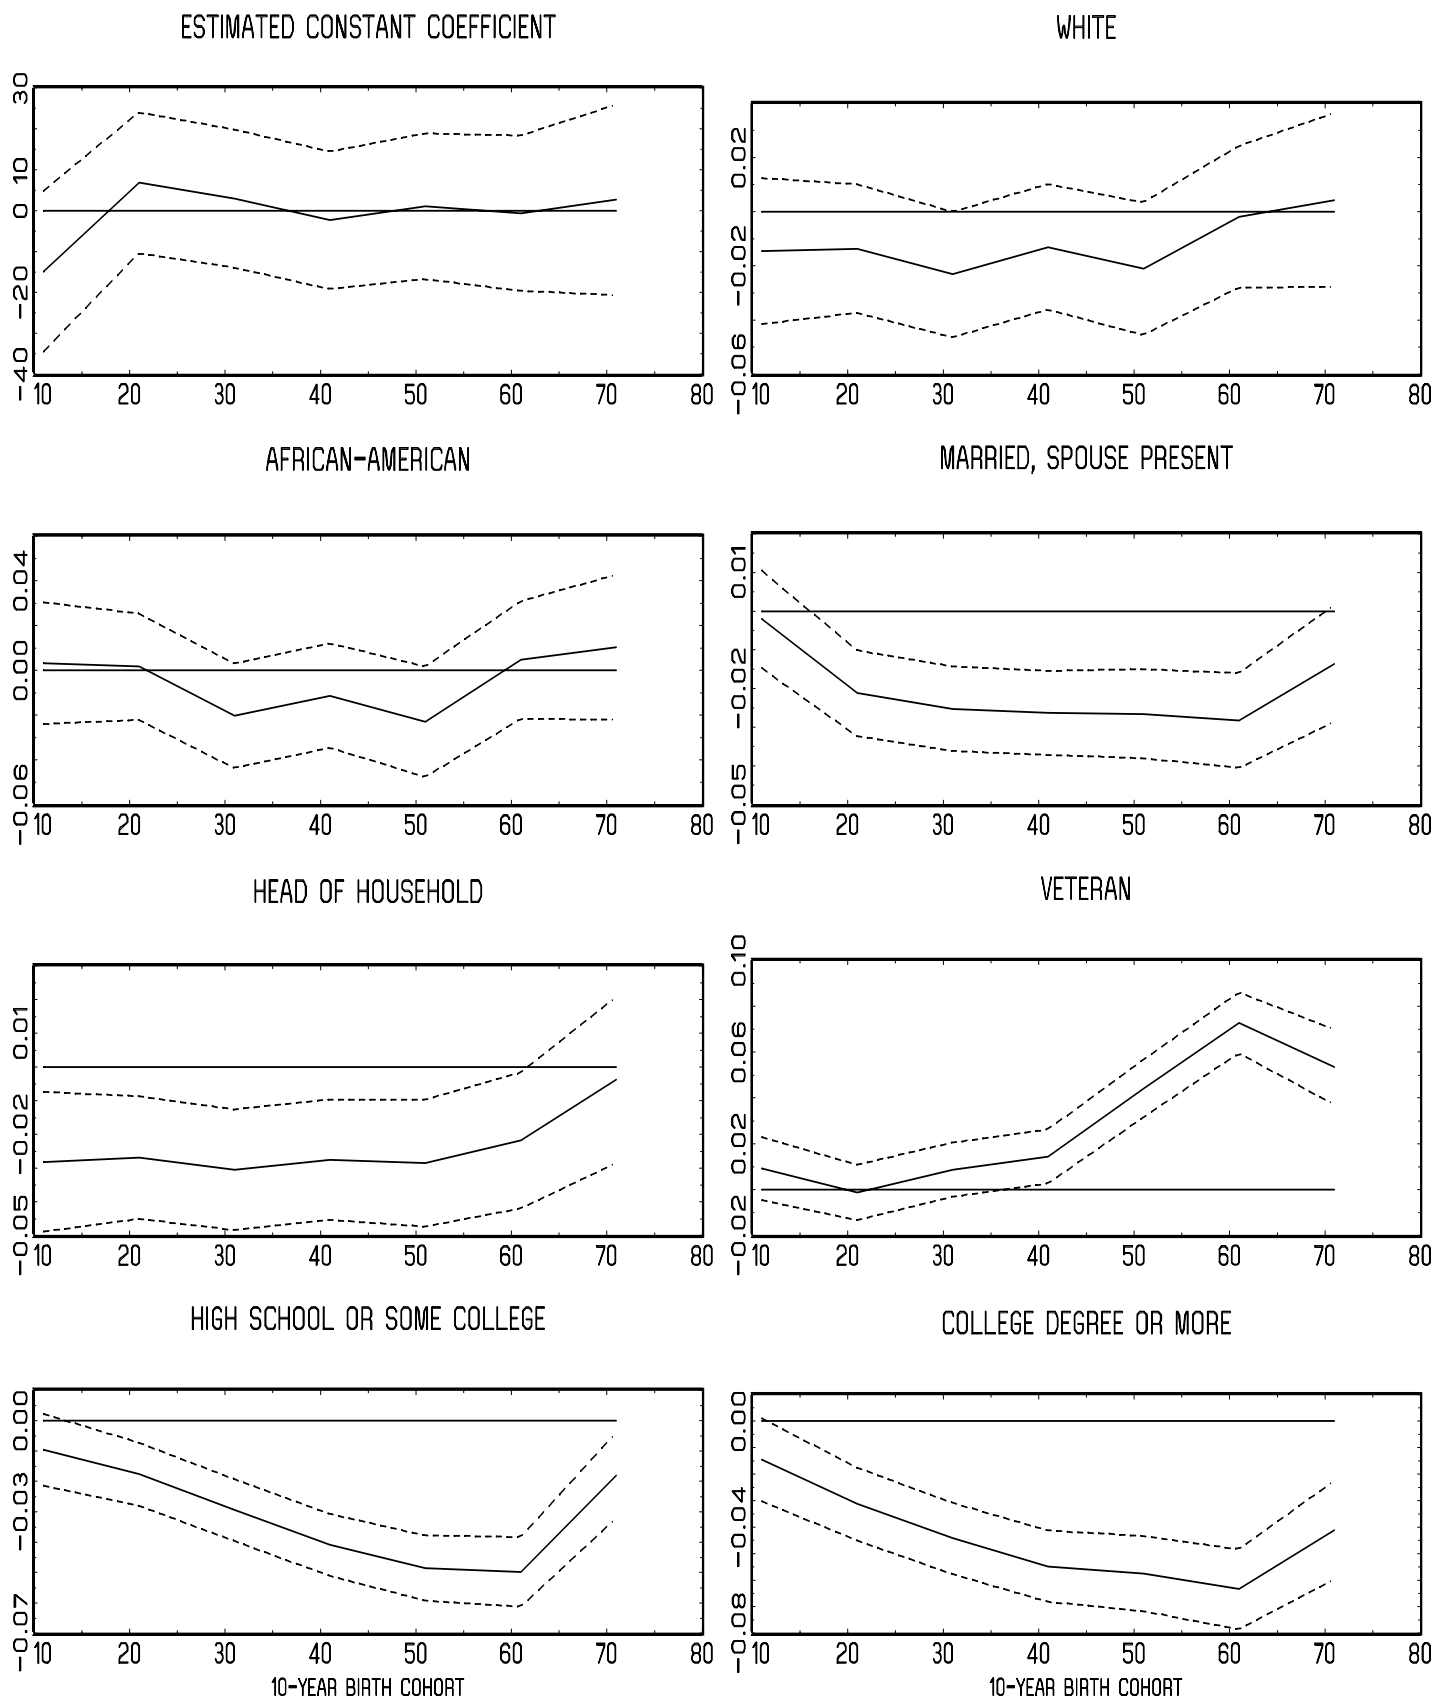 ESTIMATED CONSTANT COEFFICIENT
30
10
0
-20
-40
10 20 30 40 50 60 70 80
WHITE
0.02
-0.02
-0.06
10 20 30 40 50 60 70 80
AFRICAN-AMERICAN
0.04
0.00
-0.06
10 20 30 40 50 60 70 80
MARRIED, SPOUSE PRESENT
0.01
-0.02
-0.05
10 20 30 40 50 60 70 80
HEAD OF HOUSEHOLD
0.01
-0.02
-0.05
10 20 30 40 50 60 70 80
VETERAN
0.10
0.06
0.02
-0.02
10 20 30 40 50 60 70 80
HIGH SCHOOL OR SOME COLLEGE
0.00
-0.03
-0.07
10 20 30 40 50 60 70 80
10-YEAR BIRTH COHORT
COLLEGE DEGREE OR MORE
0.00
-0.04
-0.08
10 20 30 40 50 60 70 80
10-YEAR BIRTH COHORT